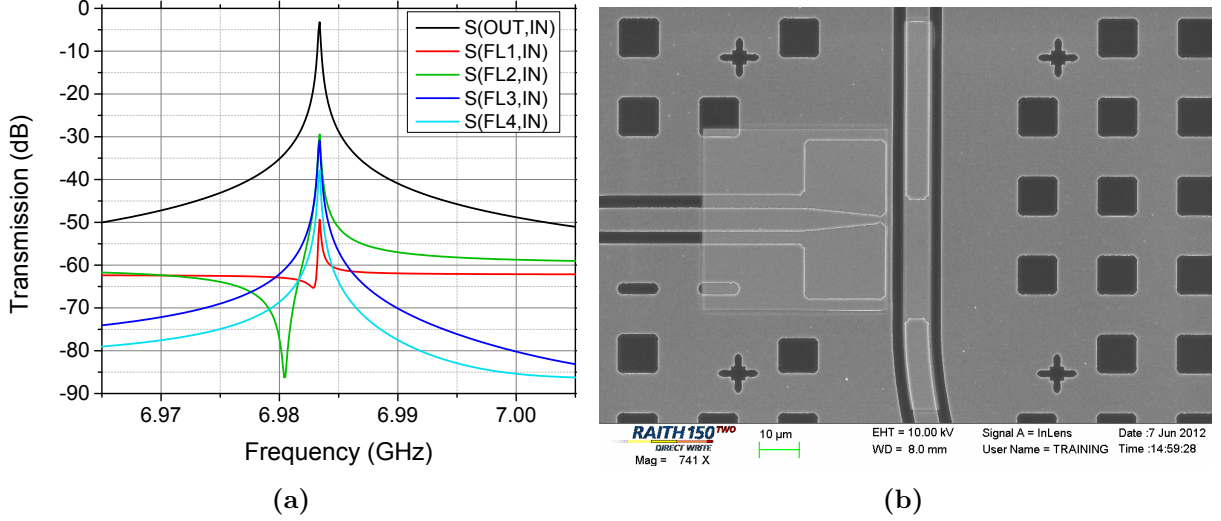 0
-10
-20
-30
-40
-50
-60
-70
-80
-90
Transmission (dB)
6.97
6.98
6.99
7.00
Frequency (GHz)
S(OUT,IN)
S(FL1,IN)
S(FL2,IN)
S(FL3,IN)
S(FL4,IN)
(a)
RAITH150 TWO
DIRECT WRITE
Mag = 741 X
10 µm
EHT = 10.00 kV
WD = 8.0 mm
Signal A = InLens
User Name = TRAINING
Date :7 Jun 2012
Time :14:59:28
(b)